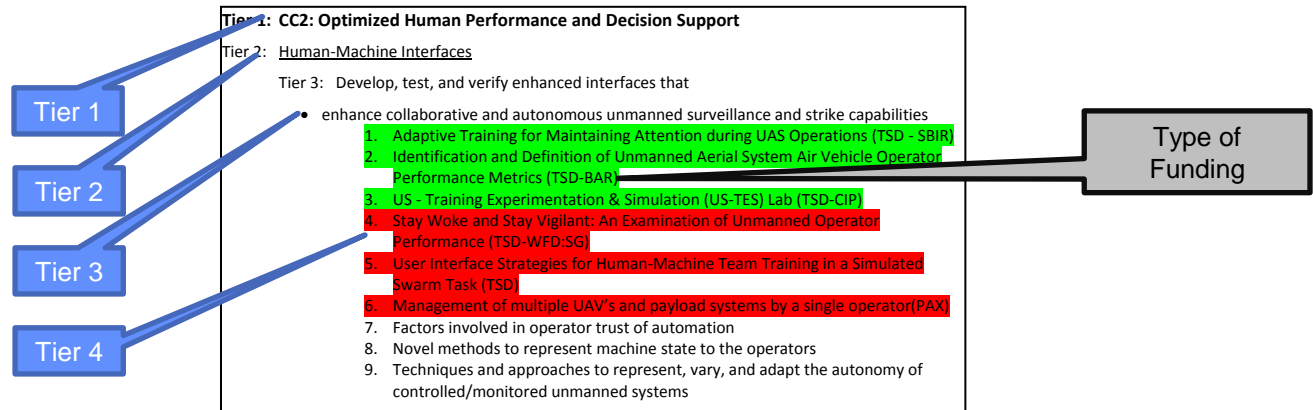 Tier 1: CC2: Optimized Human Performance and Decision Support
Tier 2: Human-Machine Interfaces
Tier 3: Develop, test, and verify enhanced interfaces that
• enhance collaborative and autonomous unmanned surveillance and strike capabilities
1. Adaptive Training for Maintaining Attention during UAS Operations (TSD - SBIR)
2. Identification and Definition of Unmanned Aerial System Air Vehicle Operator
Performance Metrics (TSD-BAR)
3. US - Training Experimentation & Simulation (US-TES) Lab (TSD-CIP)
4. Stay Woke and Stay Vigilant: An Examination of Unmanned Operator
Performance (TSD-WFD:SG)
5. User Interface Strategies for Human-Machine Team Training in a Simulated
Swarm Task (TSD)
6. Management of multiple UAV's and payload systems by a single operator(PAX)
7. Factors involved in operator trust of automation
8. Novel methods to represent machine state to the operators
9. Techniques and approaches to represent, vary, and adapt the autonomy of
controlled/monitored unmanned systems
Tier 1
Tier 2
Tier 3
Tier 4
Type of
Funding